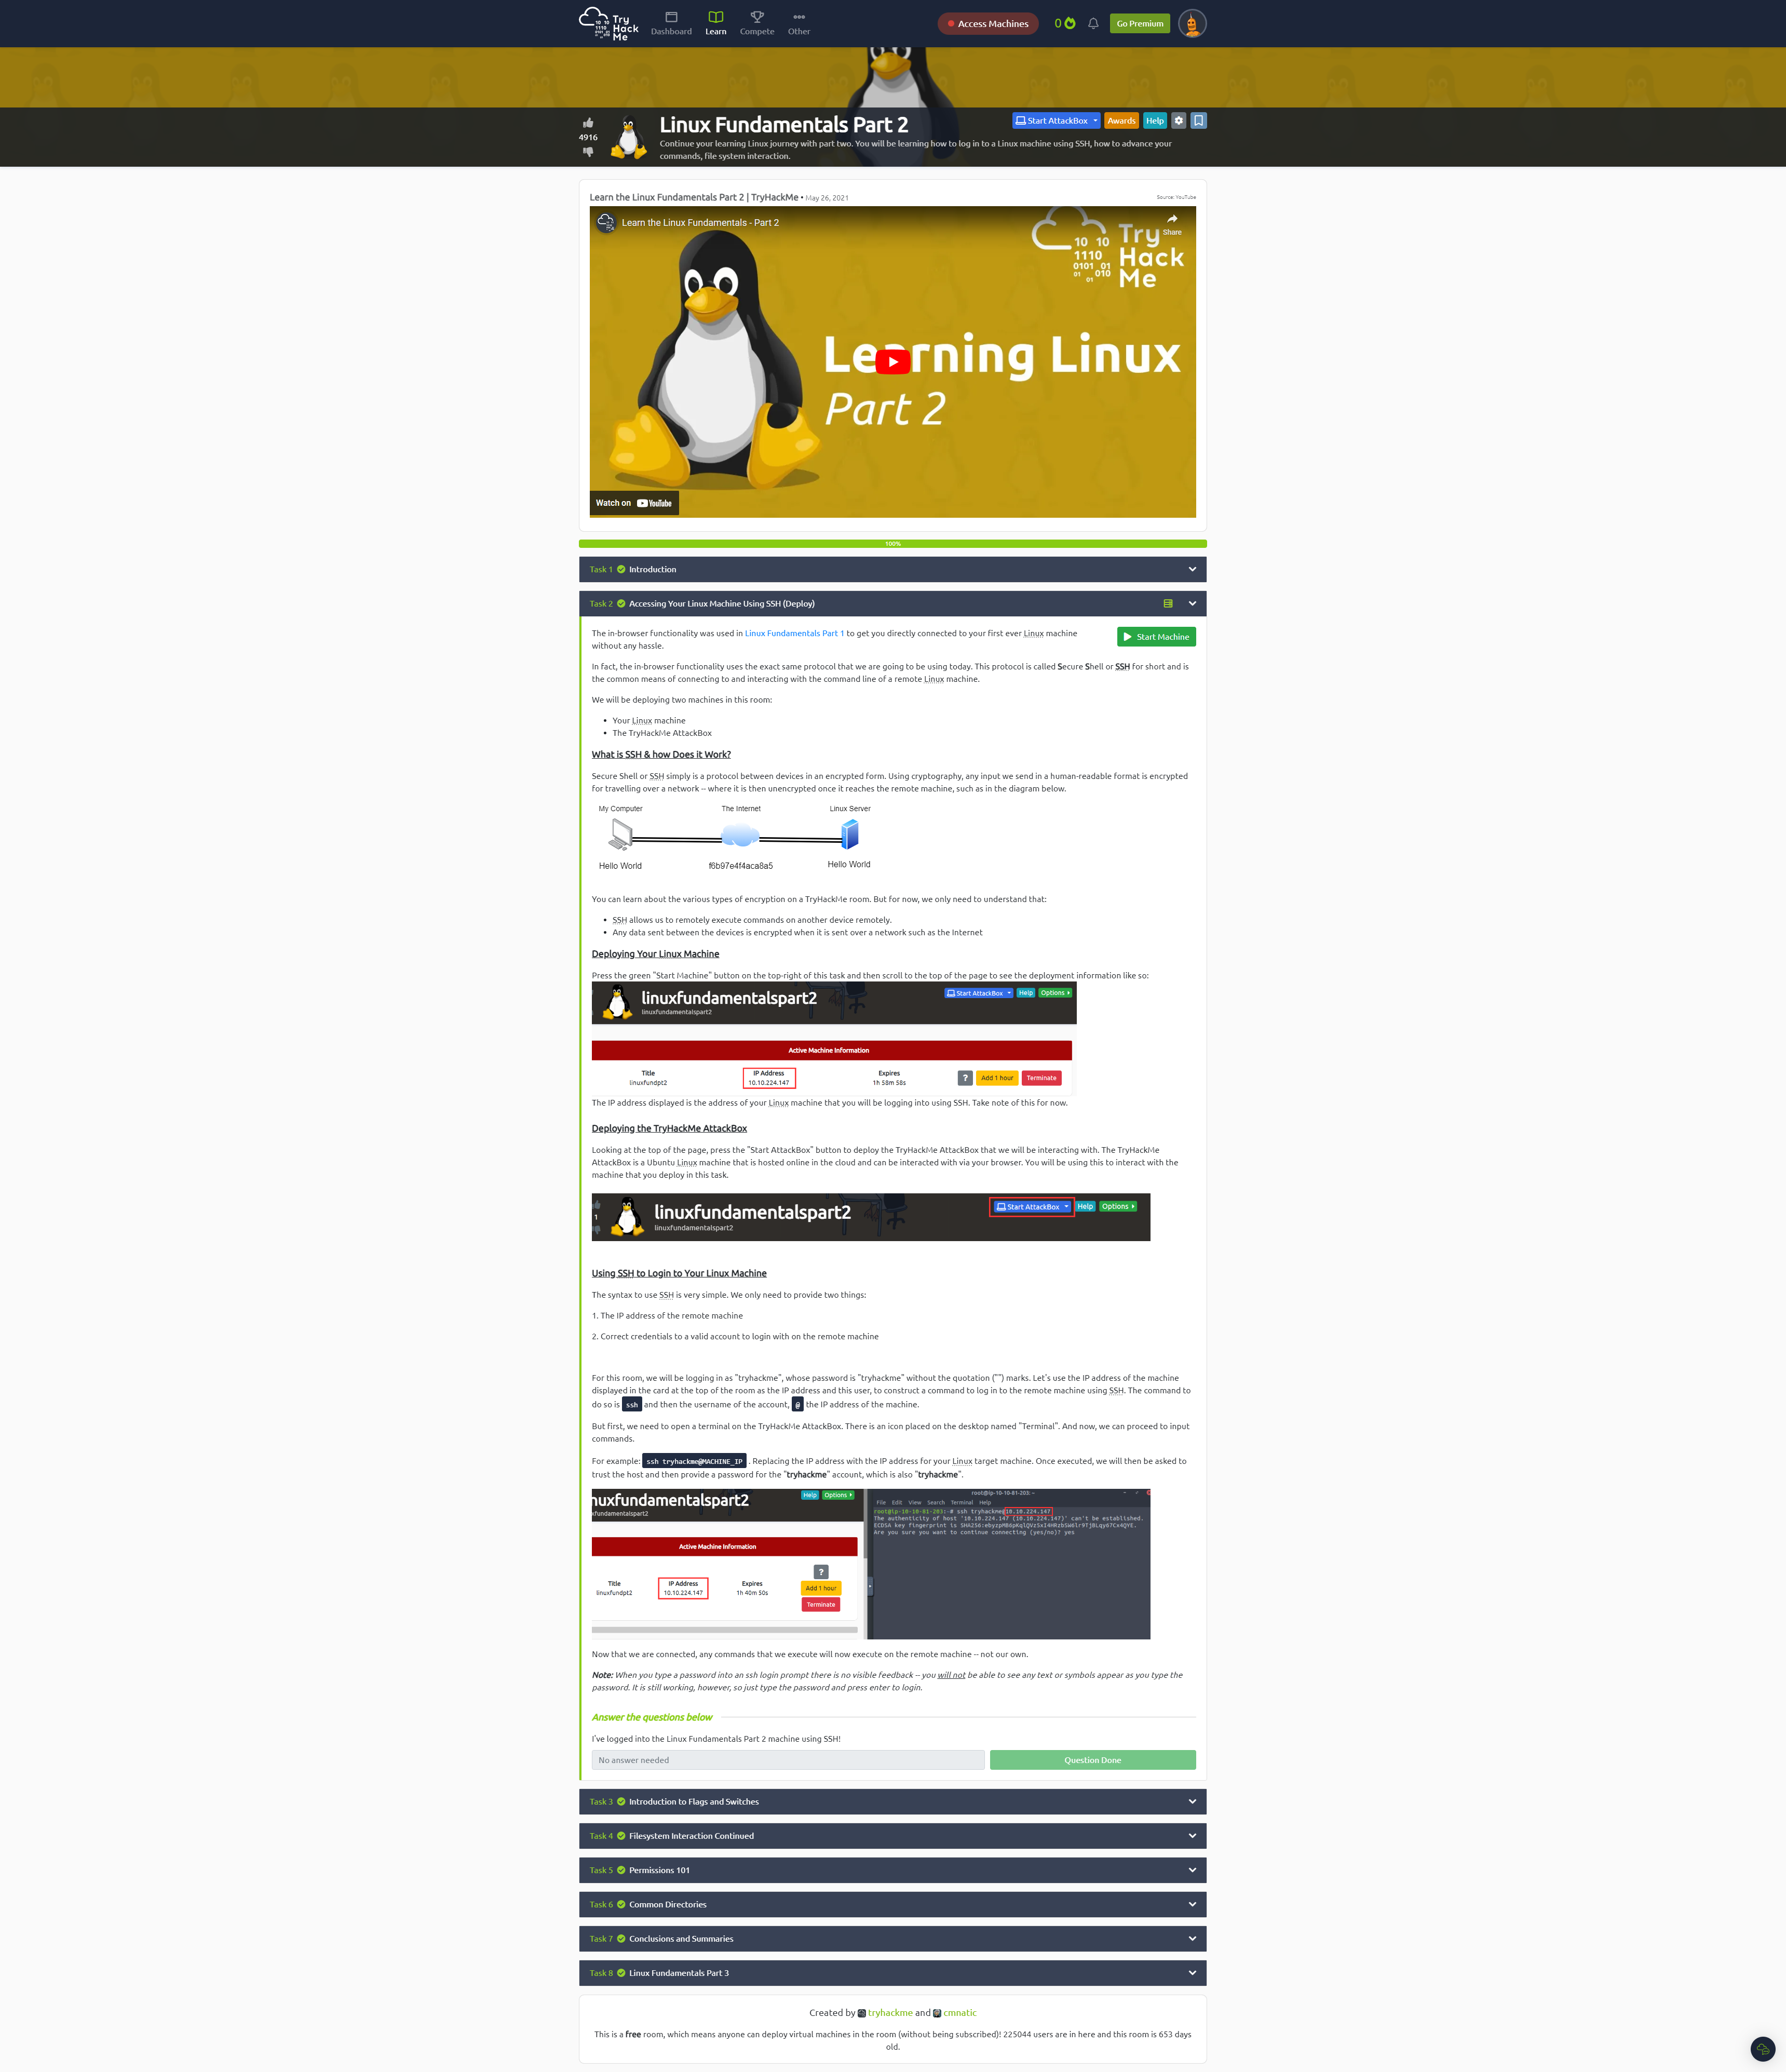 Try
Hack
Me
10 10
1110
0101 01
01 010
Dashboard
Learn
Compete
Other
Access Machines
0
Go Premium
4916
Linux Fundamentals Part 2
Continue your learning Linux journey with part two. You will be learning how to log in to a Linux machine using SSH, how to advance your
commands, file system interaction.
Start AttackBox
Awards
Help
Learn the Linux Fundamentals Part 2 | TryHackMe • May 26, 2021
Source: YouTube
Learn the Linux Fundamentals - Part 2
Share
10 10
1110
0101 01
01 010
Try
Hack
Me
Learning Linux
Part 2
Watch on YouTube
100%
Task 1 Introduction
Task 2 Accessing Your Linux Machine Using SSH (Deploy)
The in-browser functionality was used in Linux Fundamentals Part 1 to get you directly connected to your first ever Linux machine
without any hassle.
Start Machine
In fact, the in-browser functionality uses the exact same protocol that we are going to be using today. This protocol is called Secure Shell or SSH for short and is
the common means of connecting to and interacting with the command line of a remote Linux machine.
We will be deploying two machines in this room:
• Your Linux machine
• The TryHackMe AttackBox
What is SSH & how Does it Work?
Secure Shell or SSH simply is a protocol between devices in an encrypted form. Using cryptography, any input we send in a human-readable format is encrypted
for travelling over a network -- where it is then unencrypted once it reaches the remote machine, such as in the diagram below.
My Computer
The Internet
Linux Server
Hello World
f6b97e4f4aca8a5
Hello World
You can learn about the various types of encryption on a TryHackMe room. But for now, we only need to understand that:
• SSH allows us to remotely execute commands on another device remotely.
• Any data sent between the devices is encrypted when it is sent over a network such as the Internet
Deploying Your Linux Machine
Press the green "Start Machine" button on the top-right of this task and then scroll to the top of the page to see the deployment information like so:
linuxfundamentalspart2
linuxfundamentalspart2
Start AttackBox
Help
Options
Active Machine Information
Title
IP Address
Expires
linuxfundpt2
10.10.224.147
1h 58m 58s
?
Add 1 hour
Terminate
The IP address displayed is the address of your Linux machine that you will be logging into using SSH. Take note of this for now.
Deploying the TryHackMe AttackBox
Looking at the top of the page, press the "Start AttackBox" button to deploy the TryHackMe AttackBox that we will be interacting with. The TryHackMe
AttackBox is a Ubuntu Linux machine that is hosted online in the cloud and can be interacted with via your browser. You will be using this to interact with the
machine that you deploy in this task.
1
linuxfundamentalspart2
linuxfundamentalspart2
Start AttackBox
Help
Options
Using SSH to Login to Your Linux Machine
The syntax to use SSH is very simple. We only need to provide two things:
1. The IP address of the remote machine
2. Correct credentials to a valid account to login with on the remote machine
For this room, we will be logging in as "tryhackme", whose password is "tryhackme" without the quotation ("") marks. Let's use the IP address of the machine
displayed in the card at the top of the room as the IP address and this user, to construct a command to log in to the remote machine using SSH. The command to
do so is ssh and then the username of the account, @ the IP address of the machine.
But first, we need to open a terminal on the TryHackMe AttackBox. There is an icon placed on the desktop named "Terminal". And now, we can proceed to input
commands.
For example: ssh tryhackme@MACHINE_IP . Replacing the IP address with the IP address for your Linux target machine. Once executed, we will then be asked to
trust the host and then provide a password for the "tryhackme" account, which is also "tryhackme".
nuxfundamentalspart2
uxfundamentalspart2
Help
Options
Active Machine Information
Title
IP Address
Expires
linuxfundpt2
10.10.224.147
1h 40m 50s
?
Add 1 hour
Terminate
root@ip-10-10-81-203: ~
File Edit View Search Terminal Help
root@ip-10-10-81-203:~# ssh tryhackme@10.10.224.147
The authenticity of host '10.10.224.147 (10.10.224.147)' can't be established.
Are you sure you want to continue connecting (yes/no)? yes
Now that we are connected, any commands that we execute will now execute on the remote machine -- not our own.
Note: When you type a password into an ssh login prompt there is no visible feedback -- you will not be able to see any text or symbols appear as you type the
password. It is still working, however, so just type the password and press enter to login.
Answer the questions below
I've logged into the Linux Fundamentals Part 2 machine using SSH!
No answer needed
Question Done
Task 3 Introduction to Flags and Switches
Task 4 Filesystem Interaction Continued
Task 5 Permissions 101
Task 6 Common Directories
Task 7 Conclusions and Summaries
Task 8 Linux Fundamentals Part 3
Created by tryhackme and cmnatic
This is a free room, which means anyone can deploy virtual machines in the room (without being subscribed)! 225044 users are in here and this room is 653 days
old.